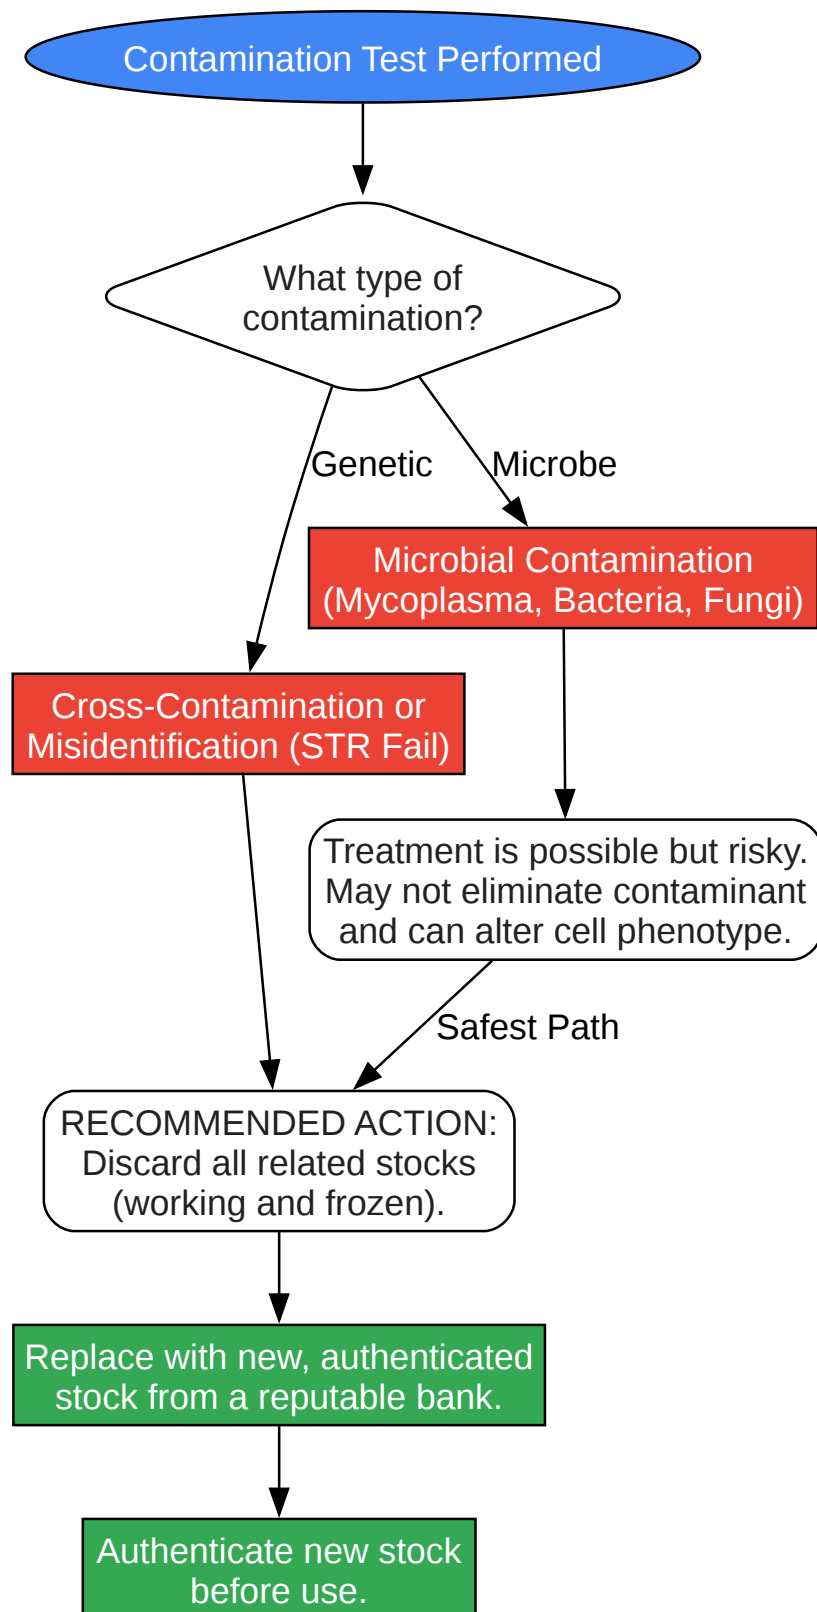 Contamination Test Performed
What type of
contamination?
Genetic
Microbe
Microbial Contamination
(Mycoplasma, Bacteria, Fungi)
Cross-Contamination or
Misidentification (STR Fail)
Treatment is possible but risky.
May not eliminate contaminant
and can alter cell phenotype.
Safest Path
RECOMMENDED ACTION:
Discard all related stocks
(working and frozen).
Replace with new, authenticated
stock from a reputable bank.
Authenticate new stock
before use.